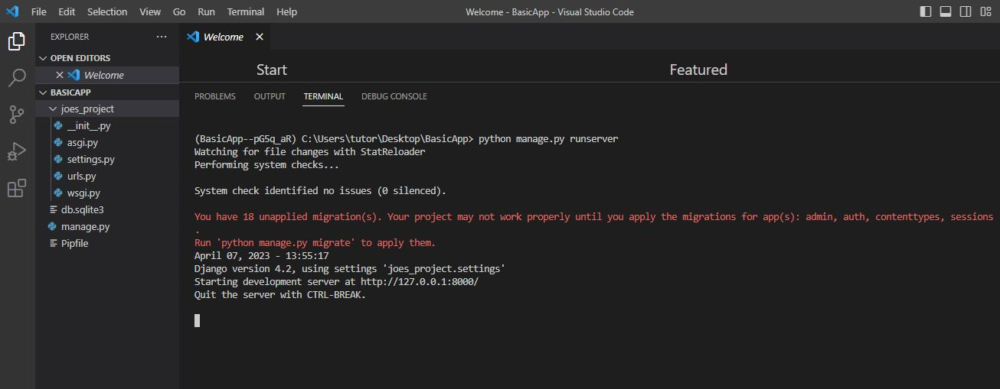 File Edit Selection View Go Run Terminal Help
Welcome - BasicApp - Visual Studio Code
EXPLORER
OPEN EDITORS
Welcome
BASICAPP
joes_project
__init__.py
asgi.py
settings.py
urls.py
wsgi.py
db.sqlite3
manage.py
Pipfile
Welcome
Start
Featured
PROBLEMS OUTPUT TERMINAL DEBUG CONSOLE
(BasicApp--pG5q_aR) C:\Users\tutor\Desktop\BasicApp> python manage.py runserver
Watching for file changes with StatReloader
Performing system checks...
System check identified no issues (0 silenced).
You have 18 unapplied migration(s). Your project may not work properly until you apply the migrations for app(s): admin, auth, contenttypes, sessions
.
Run 'python manage.py migrate' to apply them.
April 07, 2023 - 13:55:17
Django version 4.2, using settings 'joes_project.settings'
Starting development server at http://127.0.0.1:8000/
Quit the server with CTRL-BREAK.